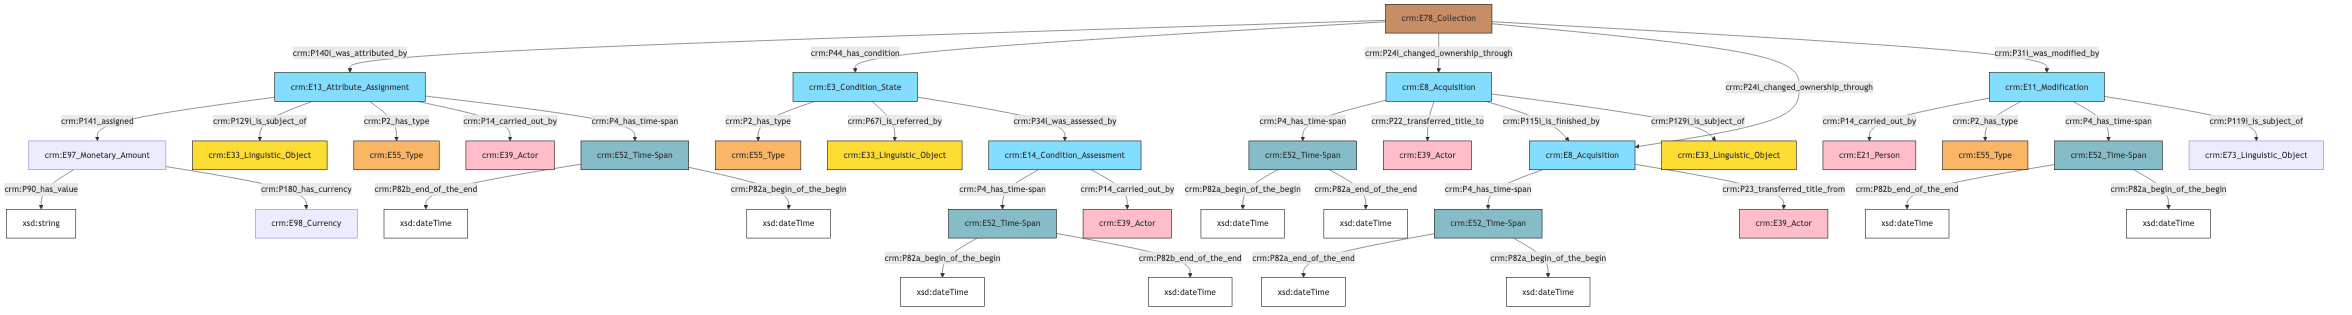 crm:E78_Collection
crm:P140i_was_attributed_by
crm:P44_has_condition
crm:P24i_changed_ownership_through
crm:P31i_was_modified_by
crm:P24i_changed_ownership_through
crm:E13_Attribute_Assignment
crm:E3_Condition_State
crm:E8_Acquisition
crm:E11_Modification
crm:P141_assigned
crm:P129i_is_subject_of
crm:P2_has_type
crm:P14_carried_out_by
crm:P4_has_time-span
crm:P2_has_type
crm:P67i_is_referred_by
crm:P34i_was_assessed_by
crm:P4_has_time-span
crm:P22_transferred_title_to
crm:P115i_is_finished_by
crm:P129i_is_subject_of
crm:P14_carried_out_by
crm:P2_has_type
crm:P4_has_time-span
crm:P119i_is_subject_of
crm:E97_Monetary_Amount
crm:E33_Linguistic_Object
crm:E55_Type
crm:E39_Actor
crm:E52_Time-Span
crm:E55_Type
crm:E33_Linguistic_Object
crm:E14_Condition_Assessment
crm:E52_Time-Span
crm:E39_Actor
crm:E8_Acquisition
crm:E33_Linguistic_Object
crm:E21_Person
crm:E55_Type
crm:E52_Time-Span
crm:E73_Linguistic_Object
crm:P90_has_value
crm:P180_has_currency
crm:P82b_end_of_the_end
crm:P82a_begin_of_the_begin
crm:P4_has_time-span
crm:P14_carried_out_by
crm:P82a_begin_of_the_begin
crm:P82a_end_of_the_end
crm:P4_has_time-span
crm:P23_transferred_title_from
crm:P82b_end_of_the_end
crm:P82a_begin_of_the_begin
xsd:string
crm:E98_Currency
xsd:dateTime
xsd:dateTime
crm:E52_Time-Span
crm:E39_Actor
xsd:dateTime
xsd:dateTime
crm:E52_Time-Span
crm:E39_Actor
xsd:dateTime
xsd:dateTime
crm:P82a_begin_of_the_begin
crm:P82b_end_of_the_end
crm:P82a_end_of_the_end
crm:P82a_begin_of_the_begin
xsd:dateTime
xsd:dateTime
xsd:dateTime
xsd:dateTime